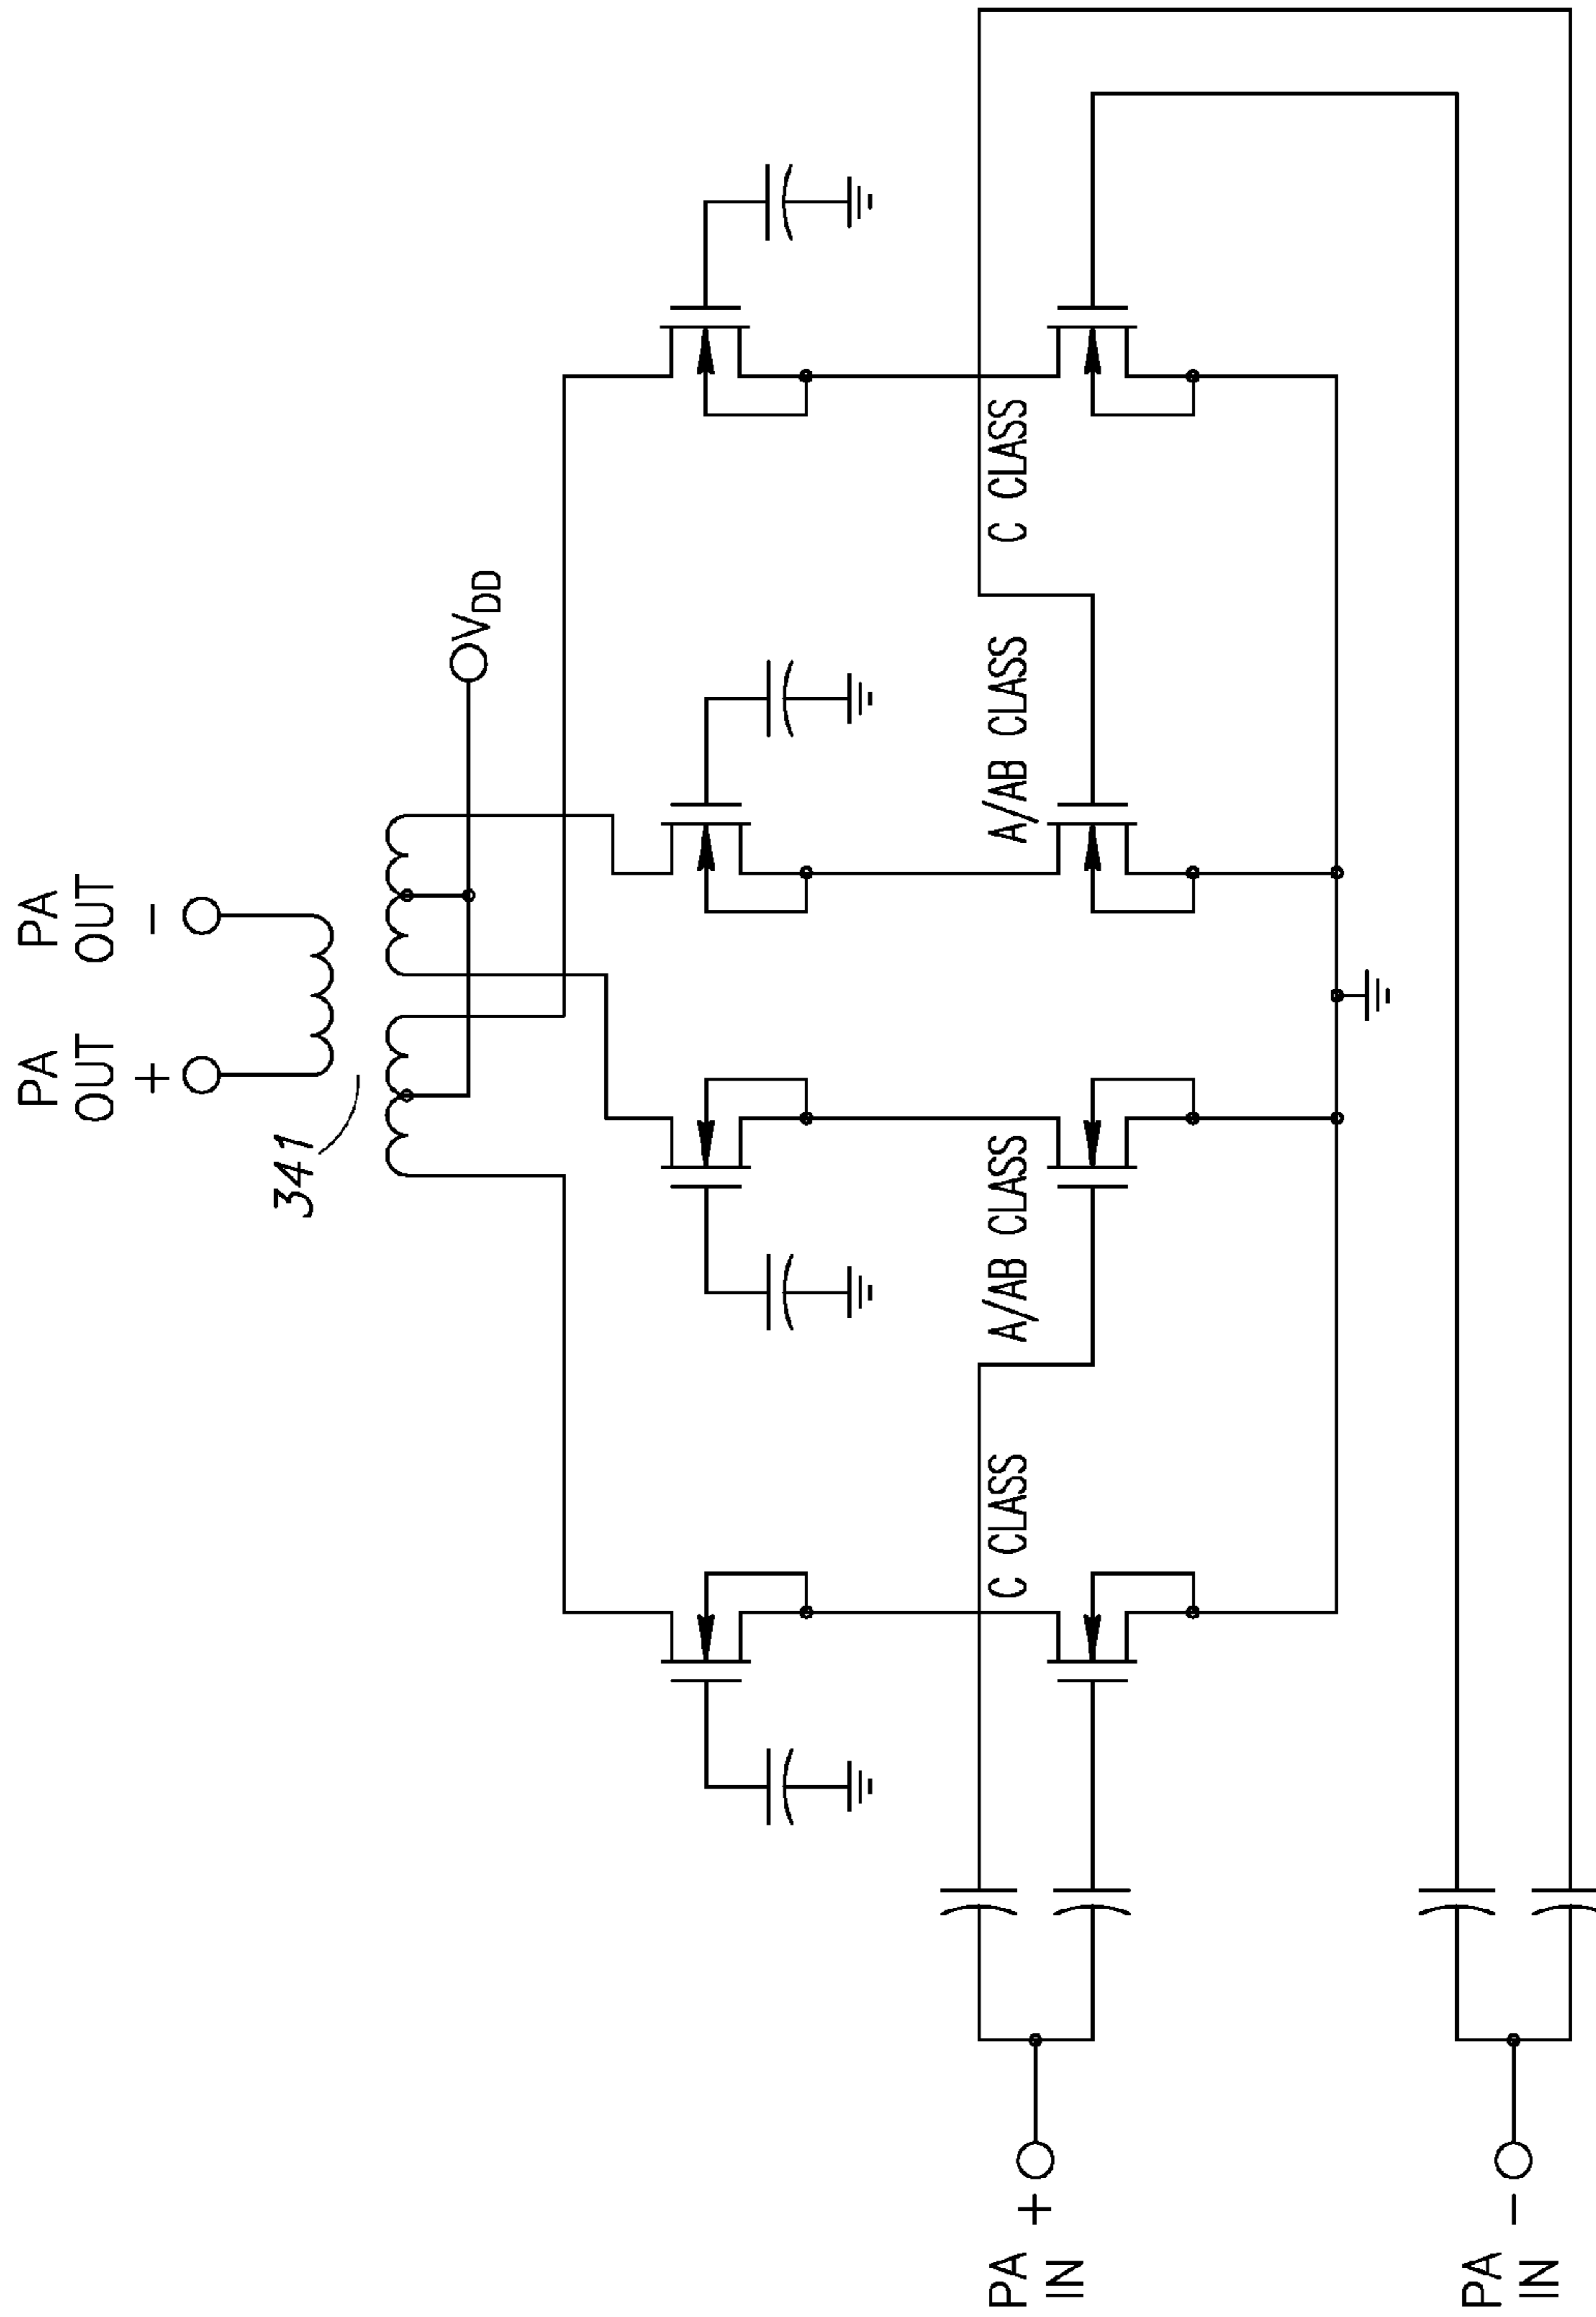 PA
OUT
+
PA
OUT
−
341
VDD
C CLASS
A/AB CLASS
A/AB CLASS
C CLASS
PA
IN
+
PA
IN
−